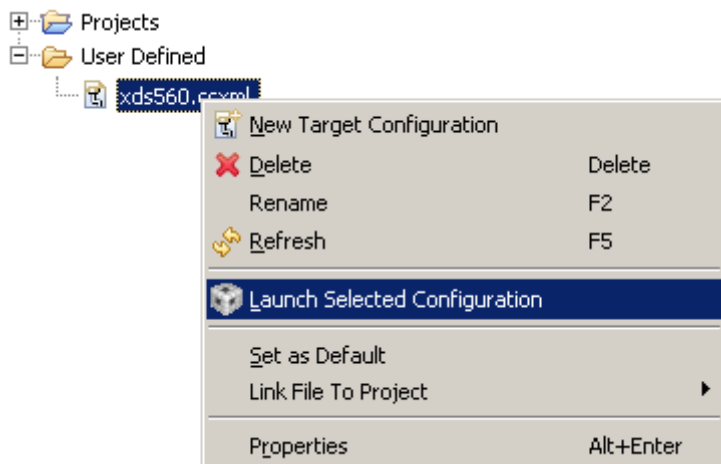 Projects
User Defined
xds560.ccxml
New Target Configuration
Delete Delete
Rename F2
Refresh F5
Launch Selected Configuration
Set as Default
Link File To Project
Properties Alt+Enter